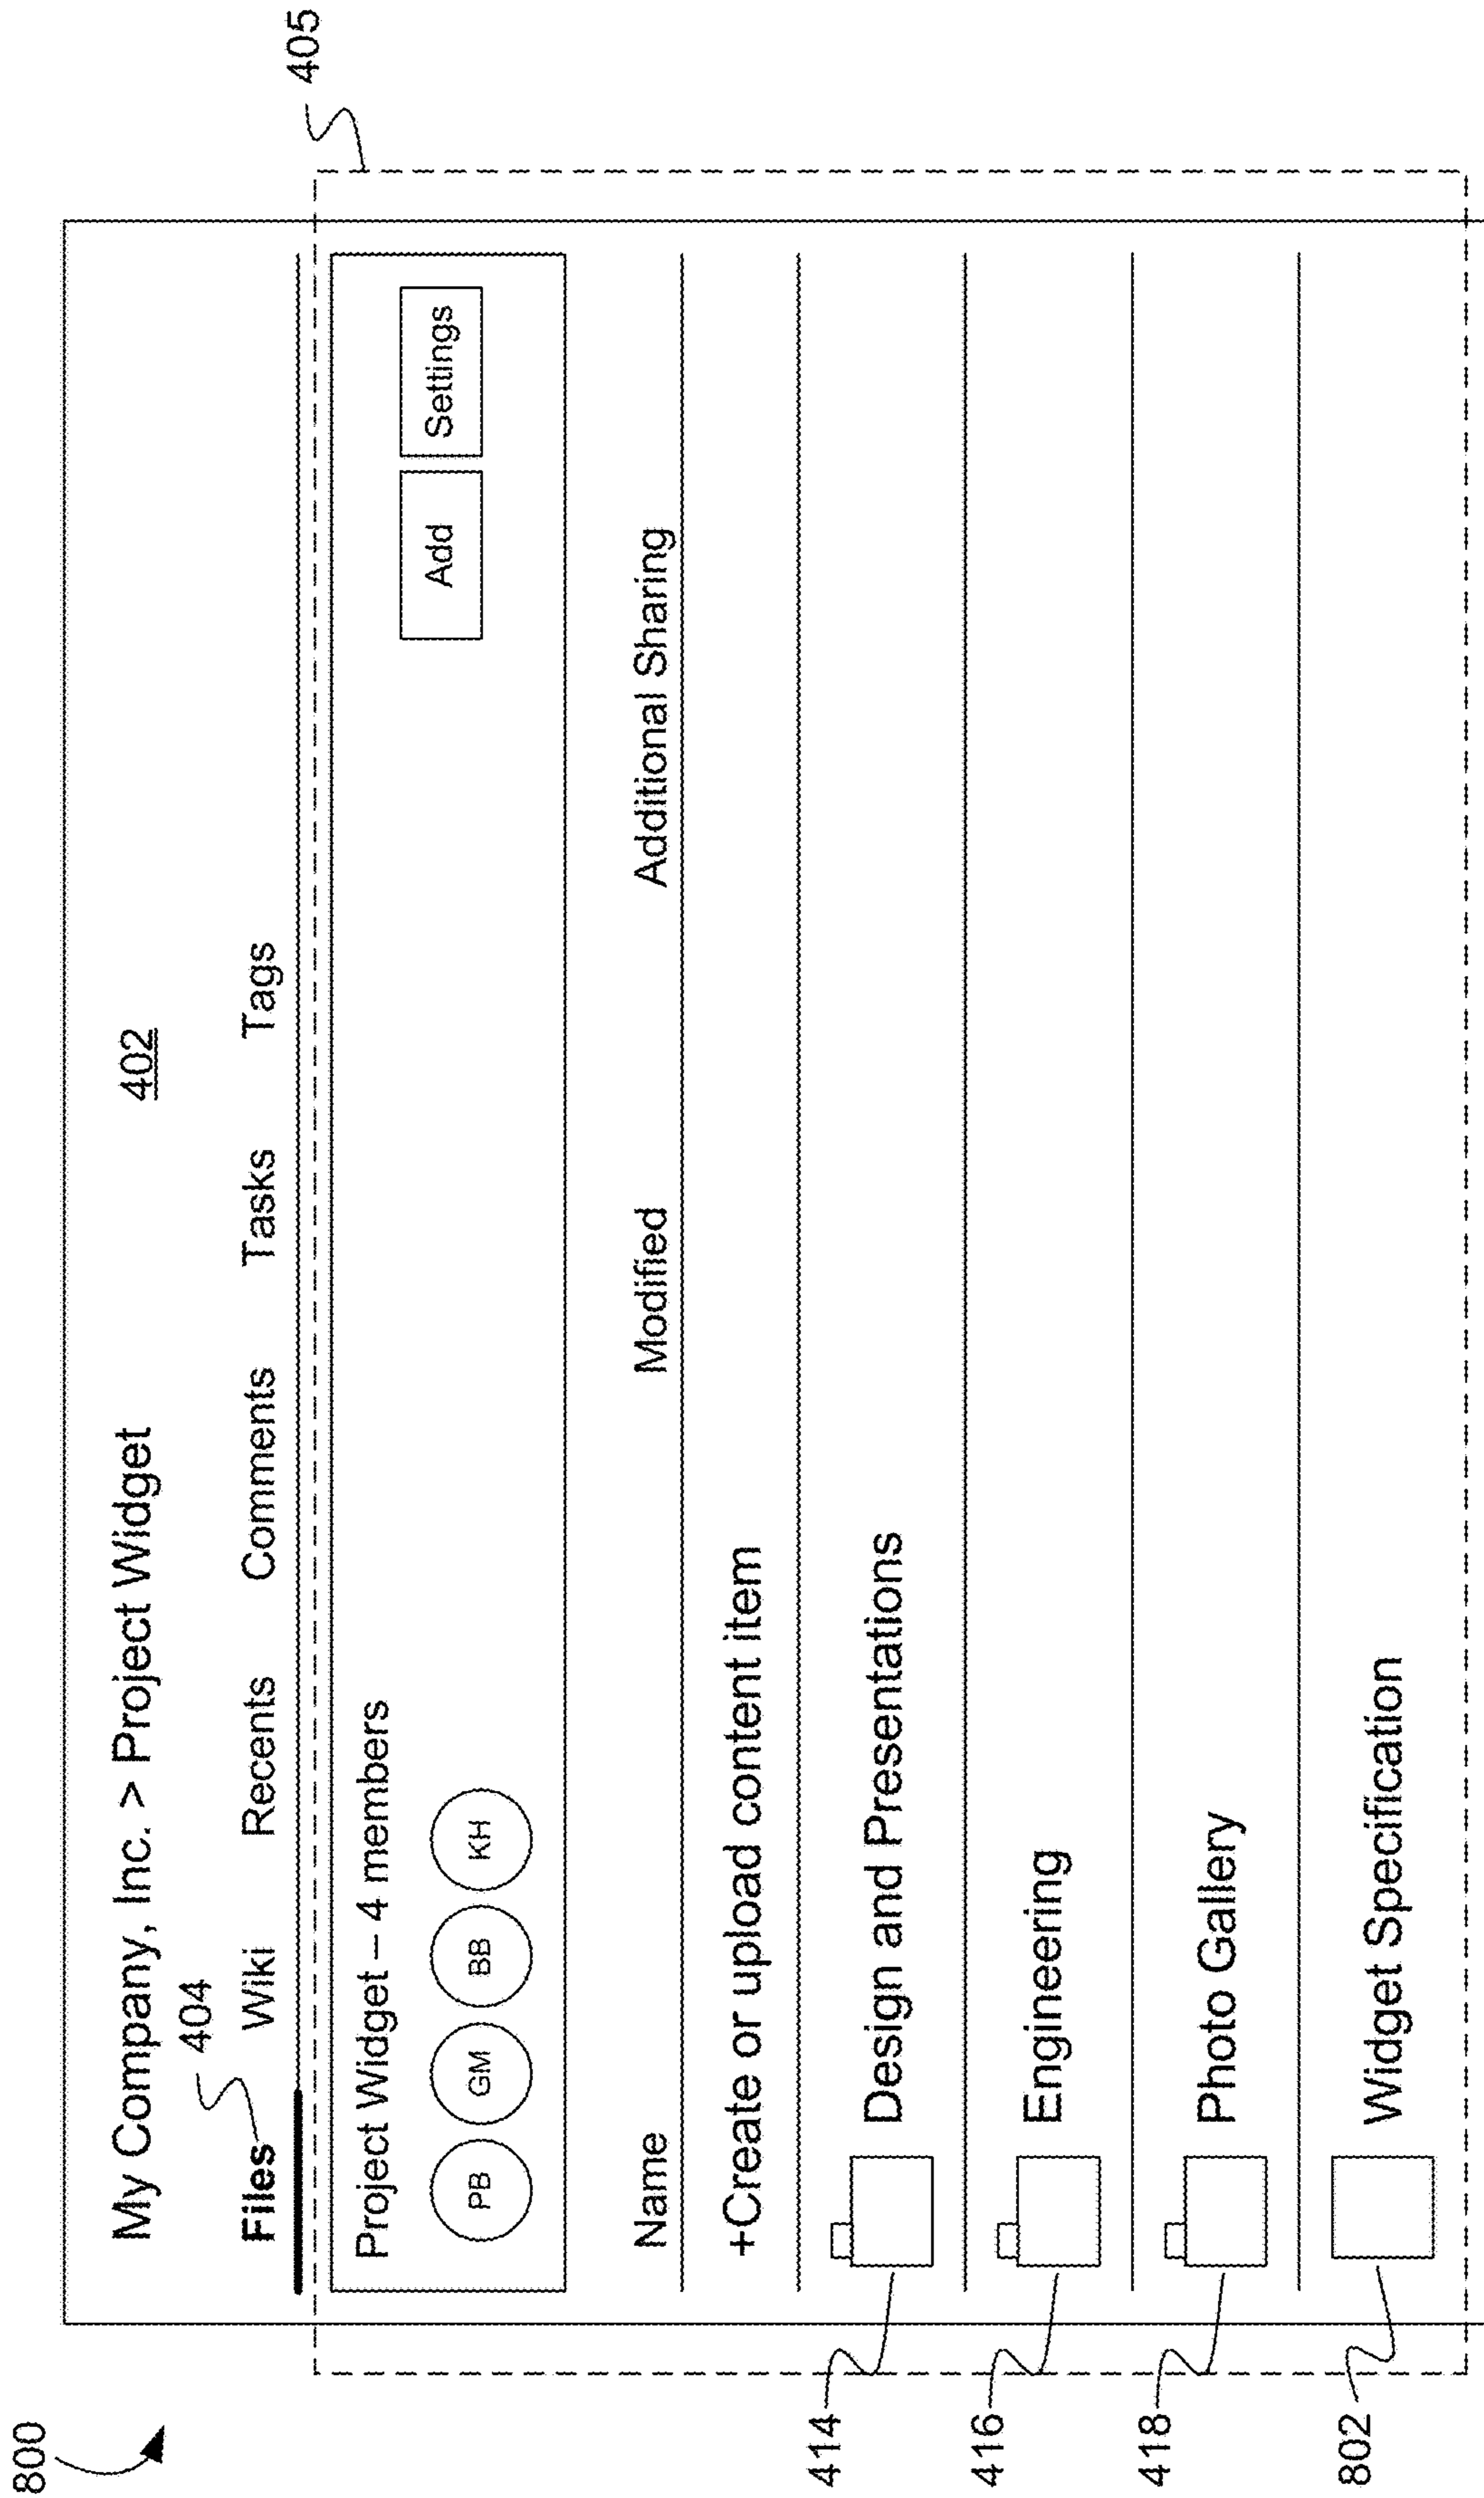 800
My Company, Inc. > Project Widget
402
404
Files Wiki Recents Comments Tasks Tags
405
Project Widget – 4 members
PB GM BB KH
Add Settings
Name Modified Additional Sharing
+Create or upload content item
414 Design and Presentations
416 Engineering
418 Photo Gallery
802 Widget Specification